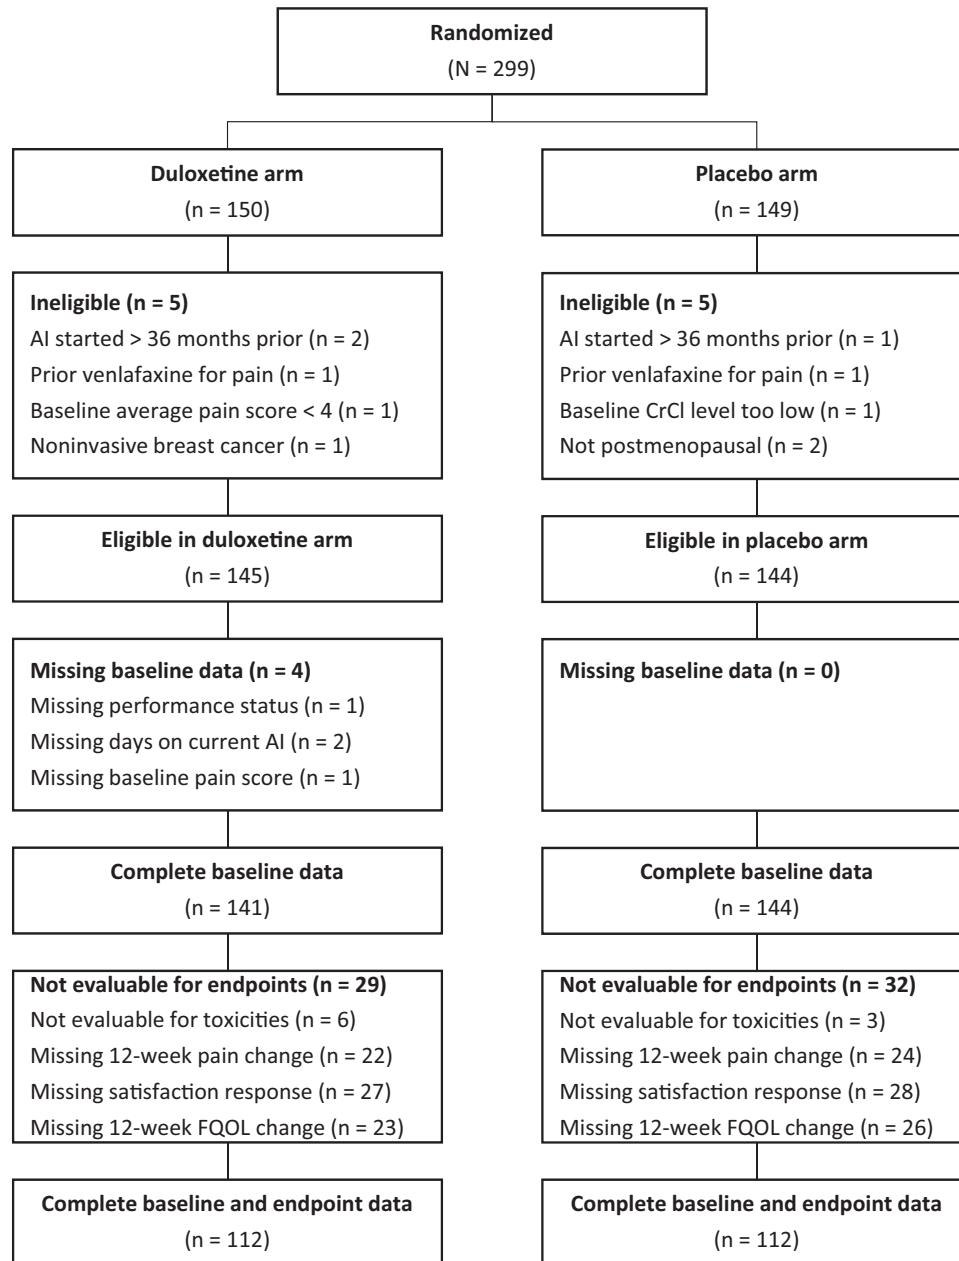 Randomized
(N = 299)
Duloxetine arm
(n = 150)
Placebo arm
(n = 149)
Ineligible (n = 5)
AI started > 36 months prior (n = 2)
Prior venlafaxine for pain (n = 1)
Baseline average pain score < 4 (n = 1)
Noninvasive breast cancer (n = 1)
Ineligible (n = 5)
AI started > 36 months prior (n = 1)
Prior venlafaxine for pain (n = 1)
Baseline CrCl level too low (n = 1)
Not postmenopausal (n = 2)
Eligible in duloxetine arm
(n = 145)
Eligible in placebo arm
(n = 144)
Missing baseline data (n = 4)
Missing performance status (n = 1)
Missing days on current AI (n = 2)
Missing baseline pain score (n = 1)
Missing baseline data (n = 0)
Complete baseline data
(n = 141)
Complete baseline data
(n = 144)
Not evaluable for endpoints (n = 29)
Not evaluable for toxicities (n = 6)
Missing 12-week pain change (n = 22)
Missing satisfaction response (n = 27)
Missing 12-week FQOL change (n = 23)
Not evaluable for endpoints (n = 32)
Not evaluable for toxicities (n = 3)
Missing 12-week pain change (n = 24)
Missing satisfaction response (n = 28)
Missing 12-week FQOL change (n = 26)
Complete baseline and endpoint data
(n = 112)
Complete baseline and endpoint data
(n = 112)